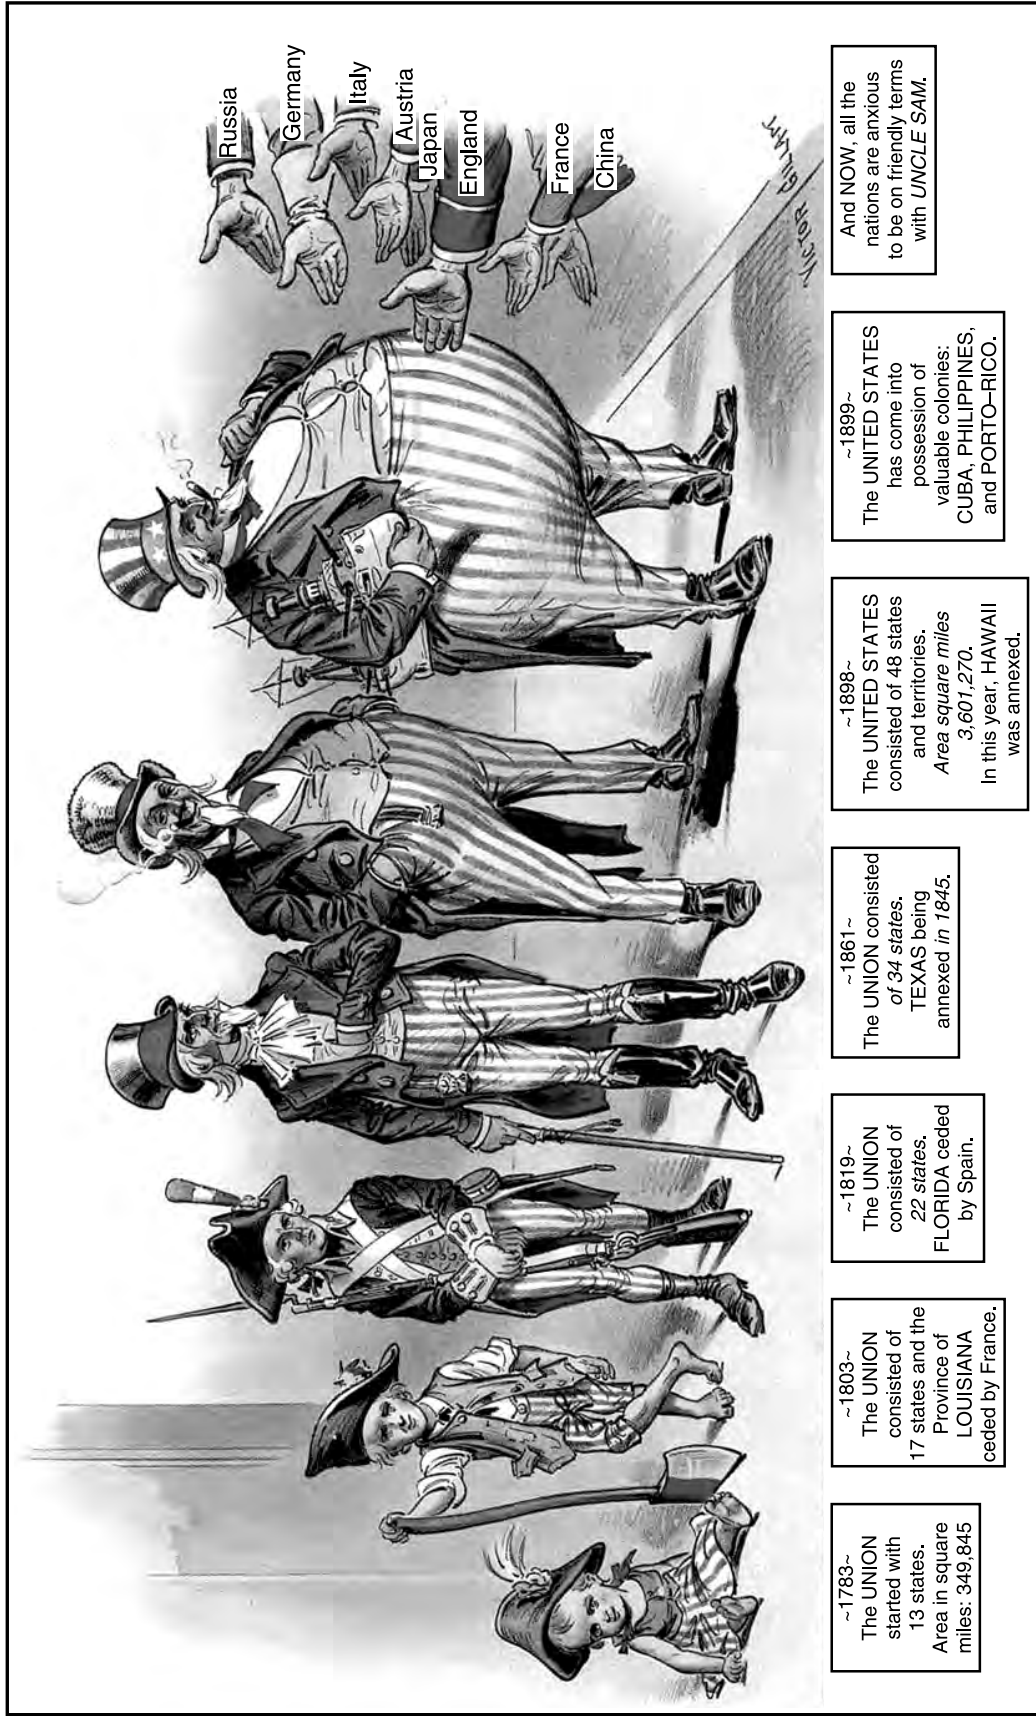 Russia
Germany
Italy
Austria
Japan
England
France
China
VICTOR GILLAM
~1783~
The UNION
started with
13 states.
Area in square
miles: 349,845
~1803~
The UNION
consisted of
17 states and the
Province of
LOUISIANA
ceded by France.
~1819~
The UNION
consisted of
22 states.
FLORIDA ceded
by Spain.
~1861~
The UNION consisted
of 34 states.
TEXAS being
annexed in 1845.
~1898~
The UNITED STATES
consisted of 48 states
and territories.
Area square miles
3,601,270.
In this year, HAWAII
was annexed.
~1899~
The UNITED STATES
has come into
possession of
valuable colonies:
CUBA, PHILIPPINES,
and PORTO–RICO.
And NOW, all the
nations are anxious
to be on friendly terms
with UNCLE SAM.